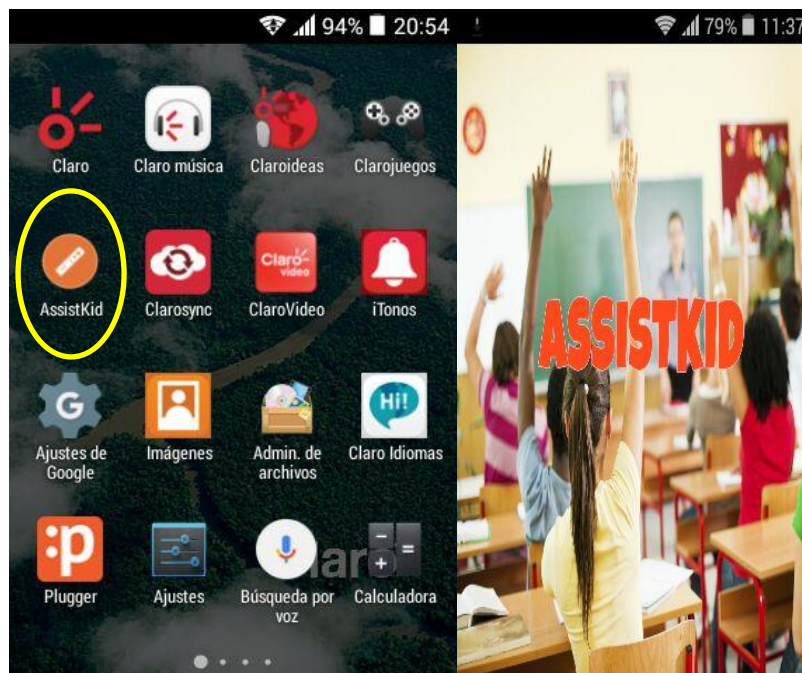 94% 20:54
Claro
Claro música
Claroideas
Clarojuegos
AssistKid
Claro-
video
Clarosync
ClaroVideo
iTonos
G
Hi!
Ajustes de
Google
Imágenes
Admin. de
archivos
Claro Idiomas
:p
Plugger
Ajustes
Búsqueda por
voz
Calculadora
79% 11:37
ASSISTKID